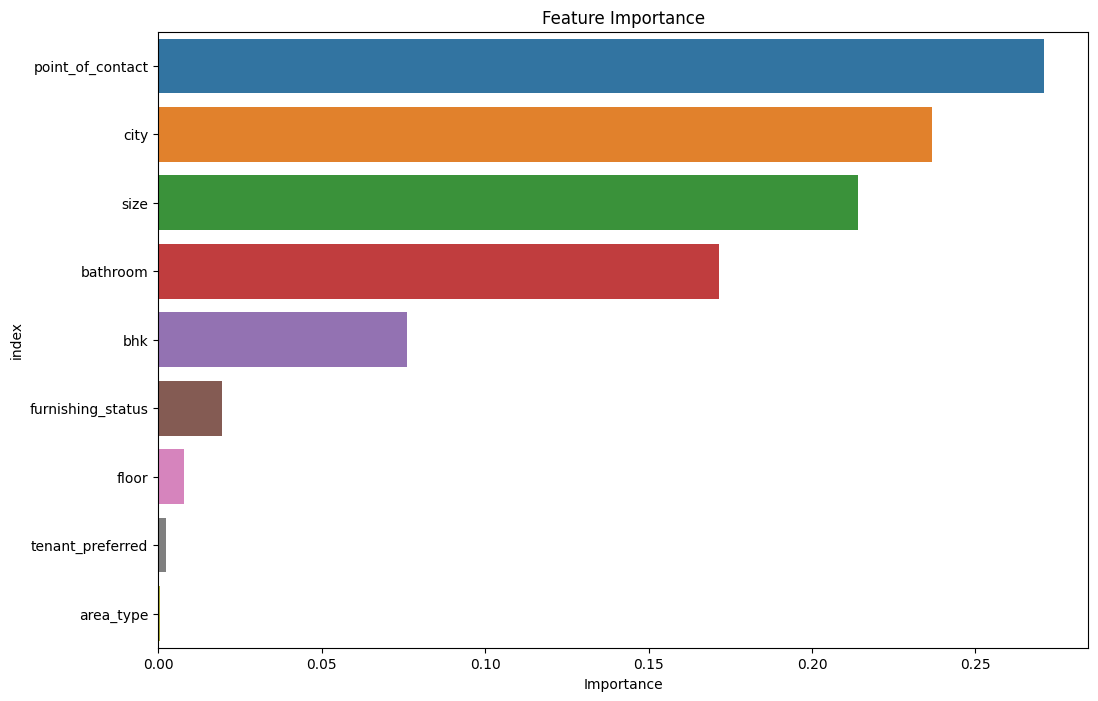 Feature Importance
point_of_contact
city
size
bathroom
bhk
furnishing_status
floor
tenant_preferred
area_type
index
0.00 0.05 0.10 0.15 0.20 0.25
Importance